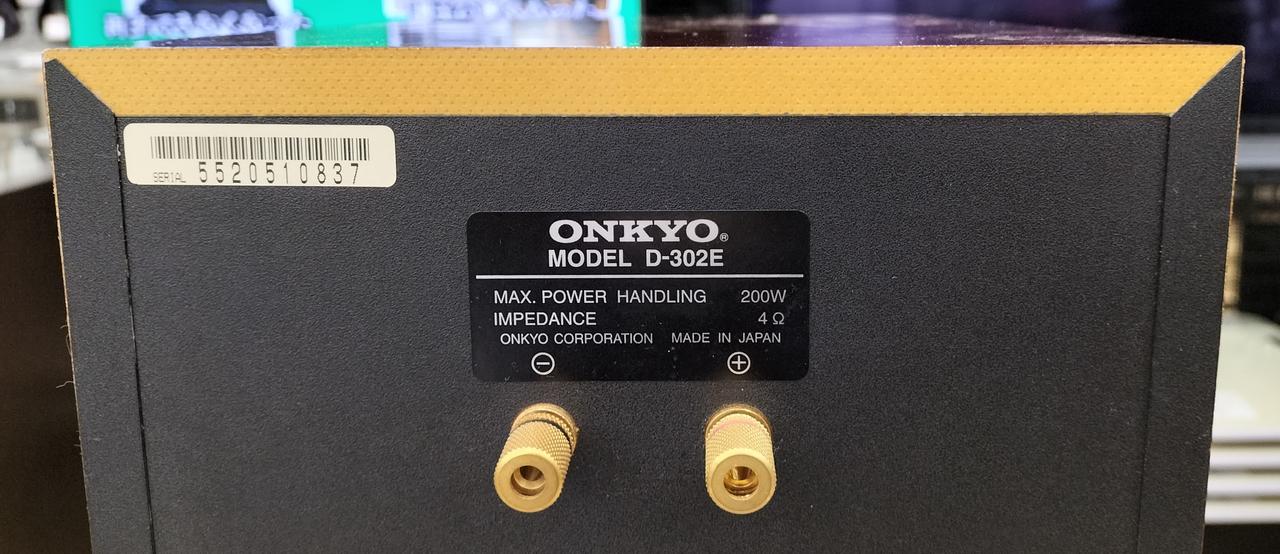 SERIAL 5520510837
ONKYO®
MODEL D-302E
MAX. POWER HANDLING 200W
IMPEDANCE 4 Ω
ONKYO CORPORATION MADE IN JAPAN
⊖ ⊕